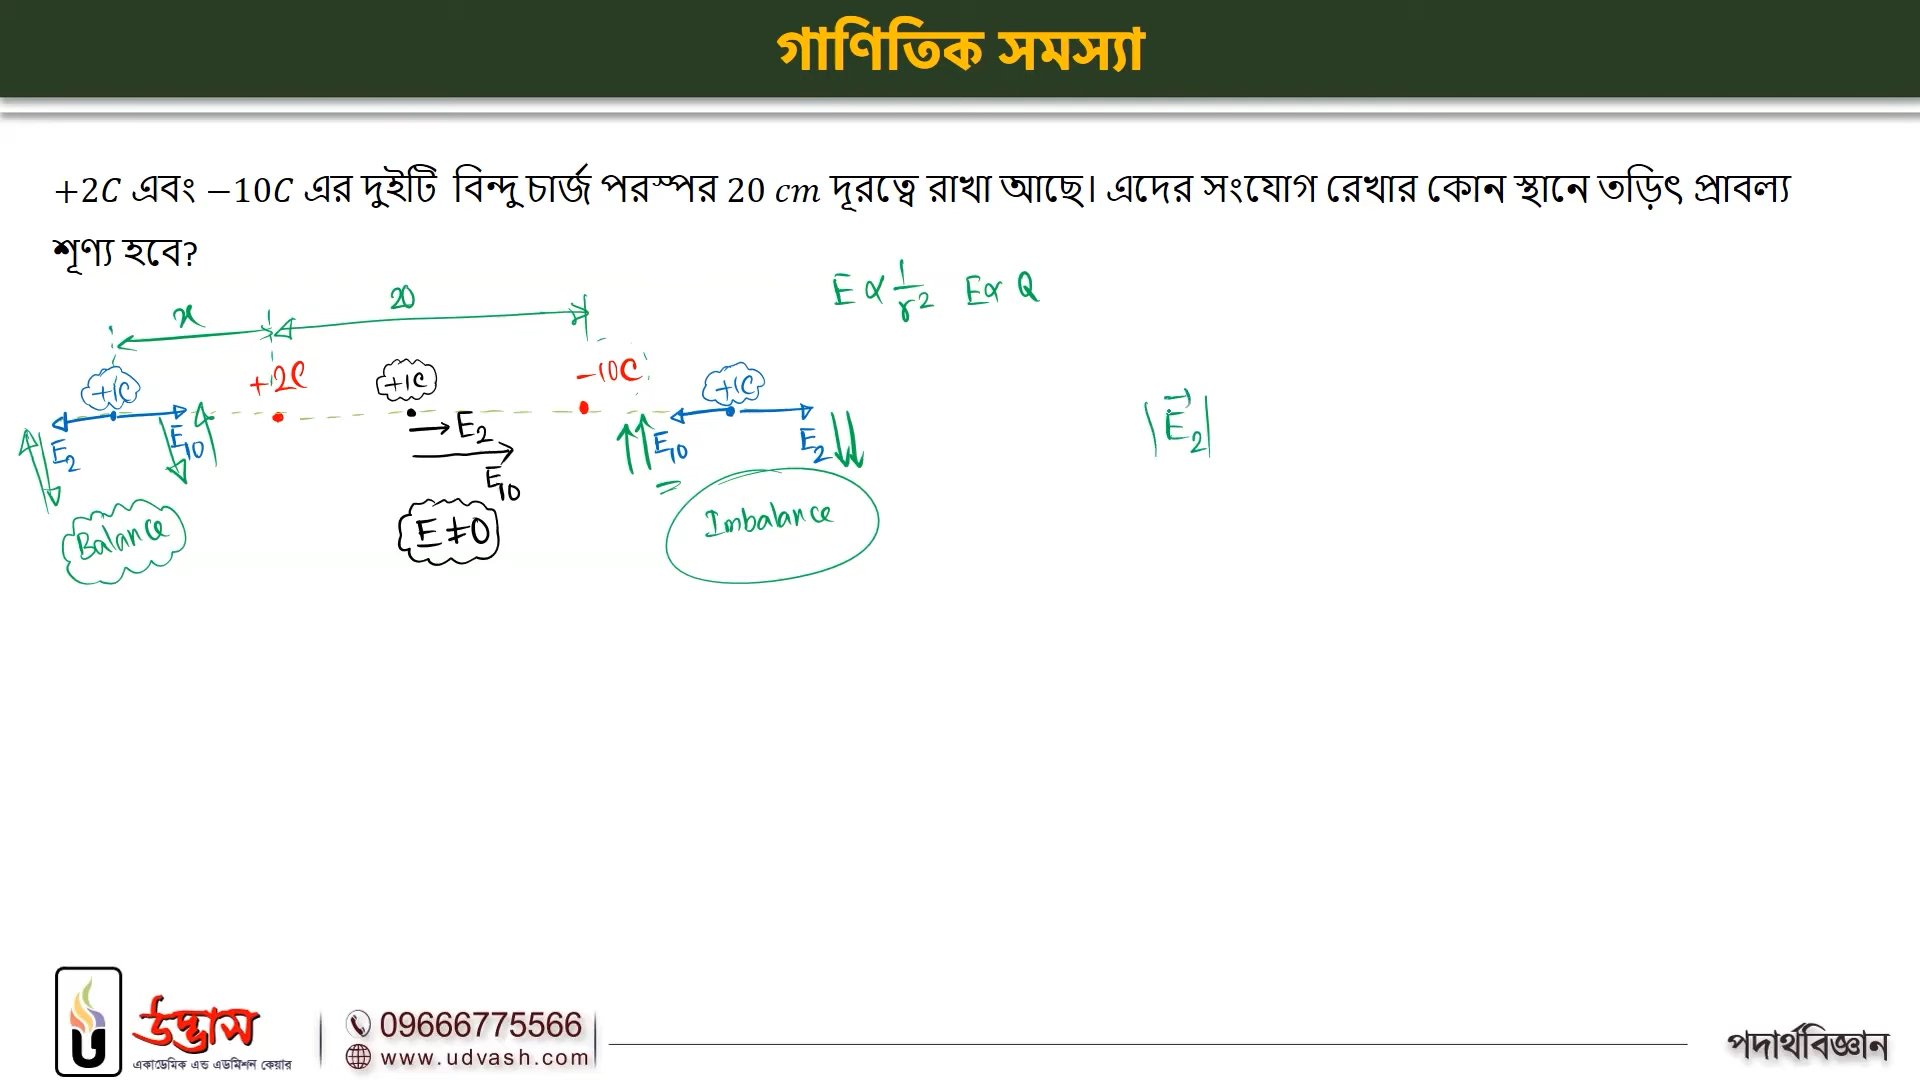 গাণিতিক সমস্যা
+2C এবং −10C এর দুইটি বিন্দু চার্জ পরস্পর 20 cm দূরত্বে রাখা আছে। এদের সংযোগ রেখার কোন স্থানে তড়িৎ প্রাবল্য
শূণ্য হবে?
E ∝ 1/r² E ∝ Q
x 20
+1C +2C +1C −10C +1C
E₂ E₁₀ E₂ E₁₀ E₂
E₁₀
|E⃗₂|
Balance E ≠ 0 Imbalance
U উদ্ভাস
একাডেমিক এন্ড এডমিশন কেয়ার
09666775566
www.udvash.com
পদার্থবিজ্ঞান